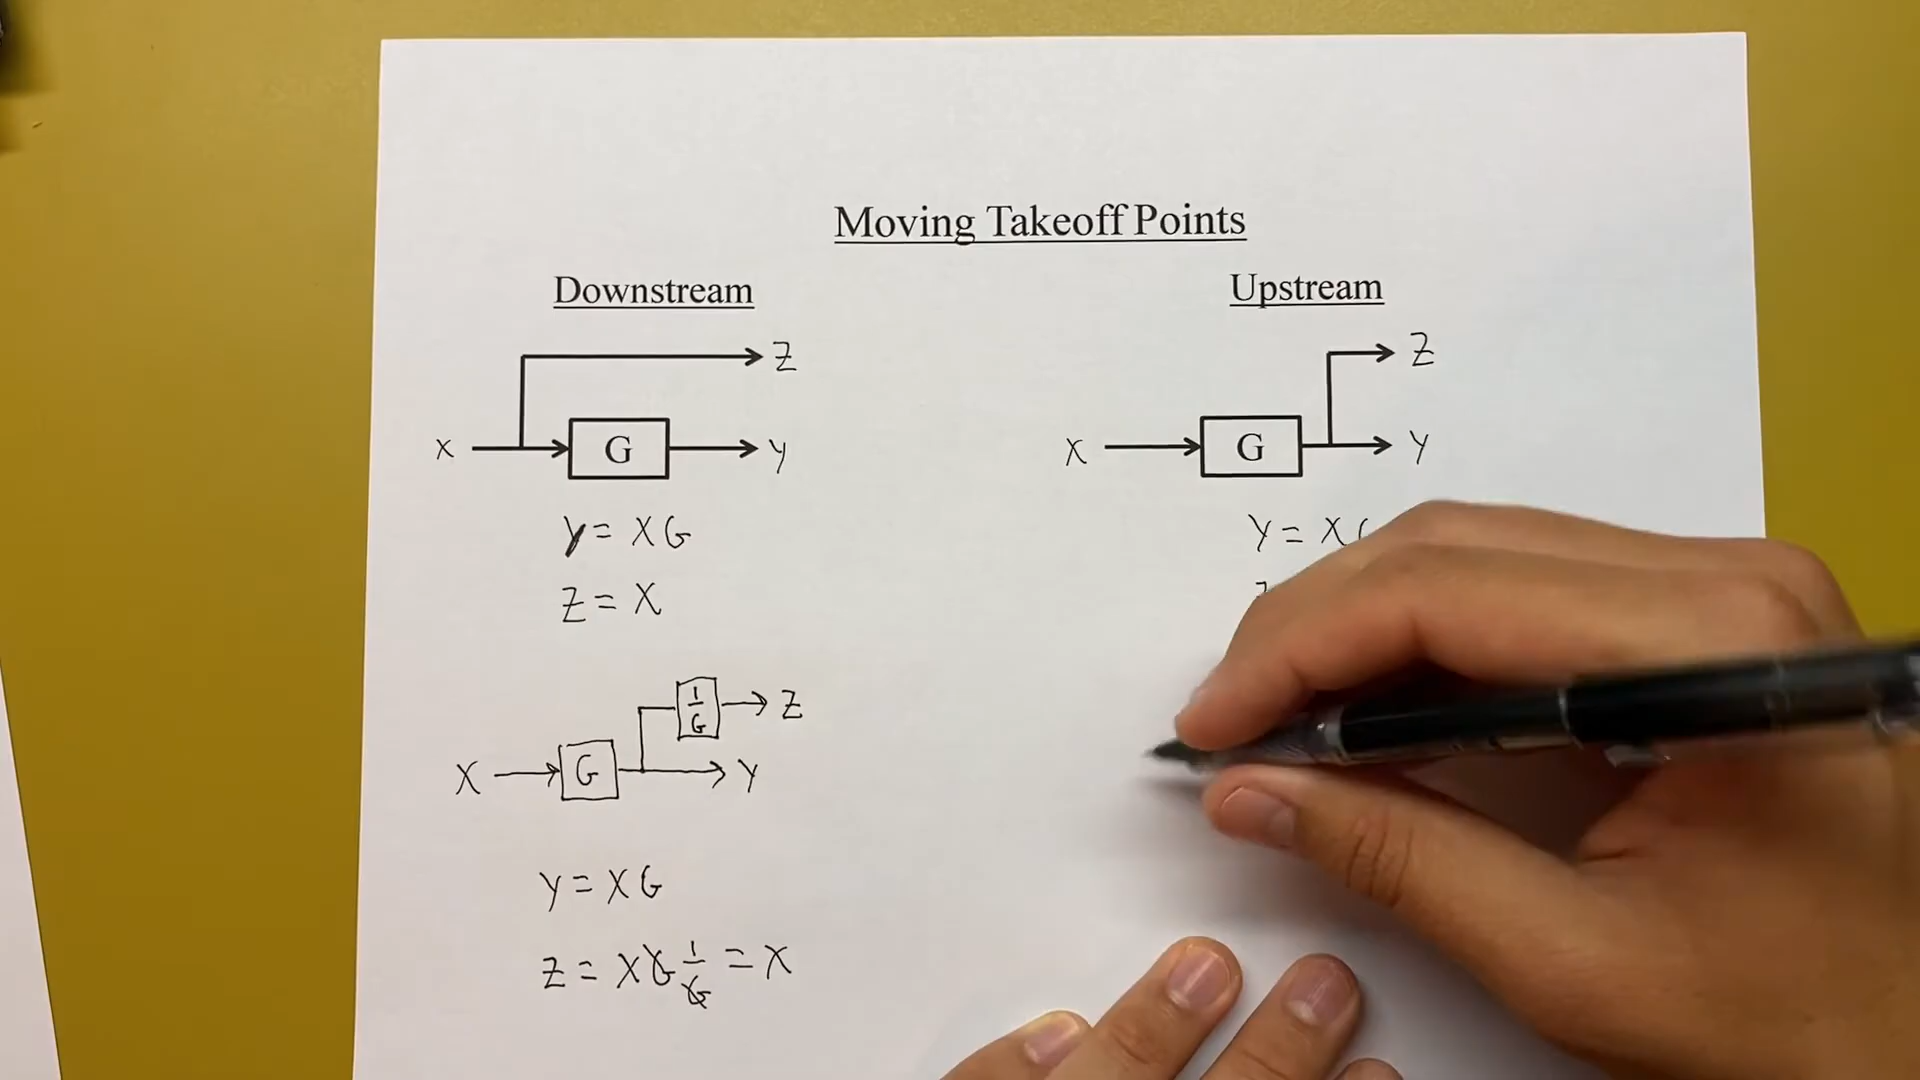 Moving Takeoff Points
Downstream
Z
X G Y
Y = XG
Z = X
1/G Z
X G Y
Y = XG
Z = XG 1/G = X
Upstream
Z
X G Y
Y = X